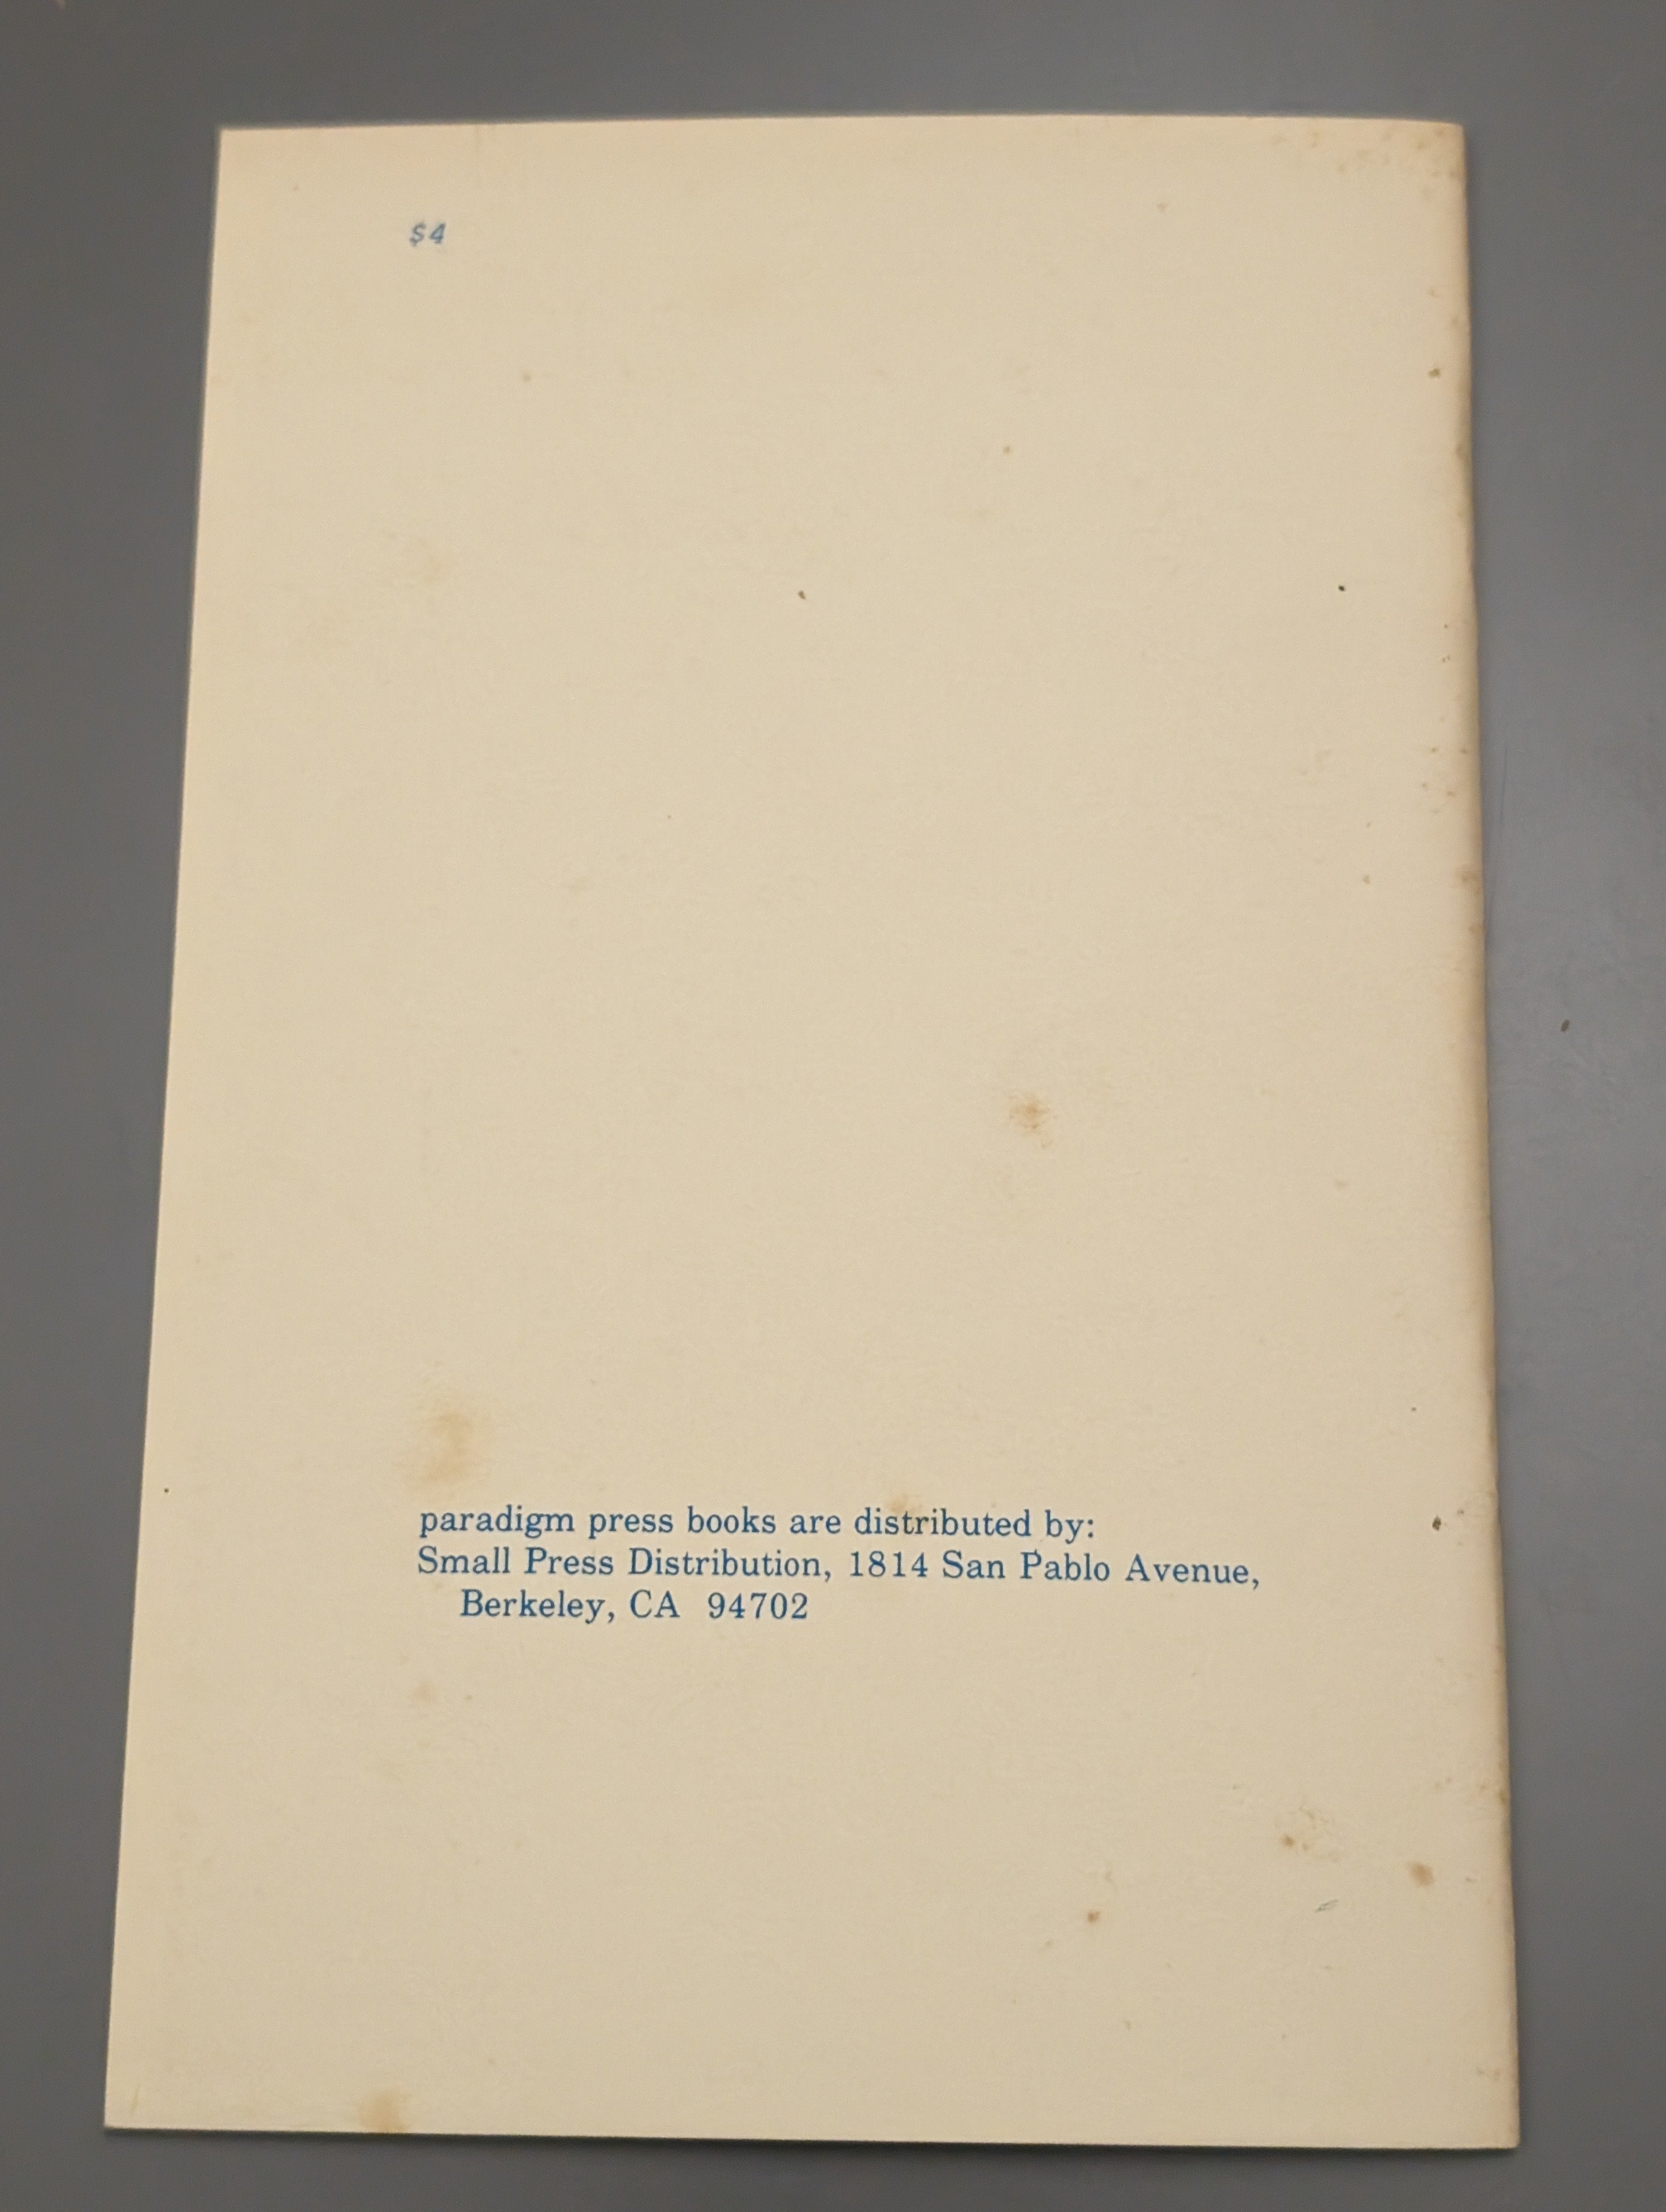 $4
paradigm press books are distributed by:
Small Press Distribution, 1814 San Pablo Avenue,
Berkeley, CA 94702